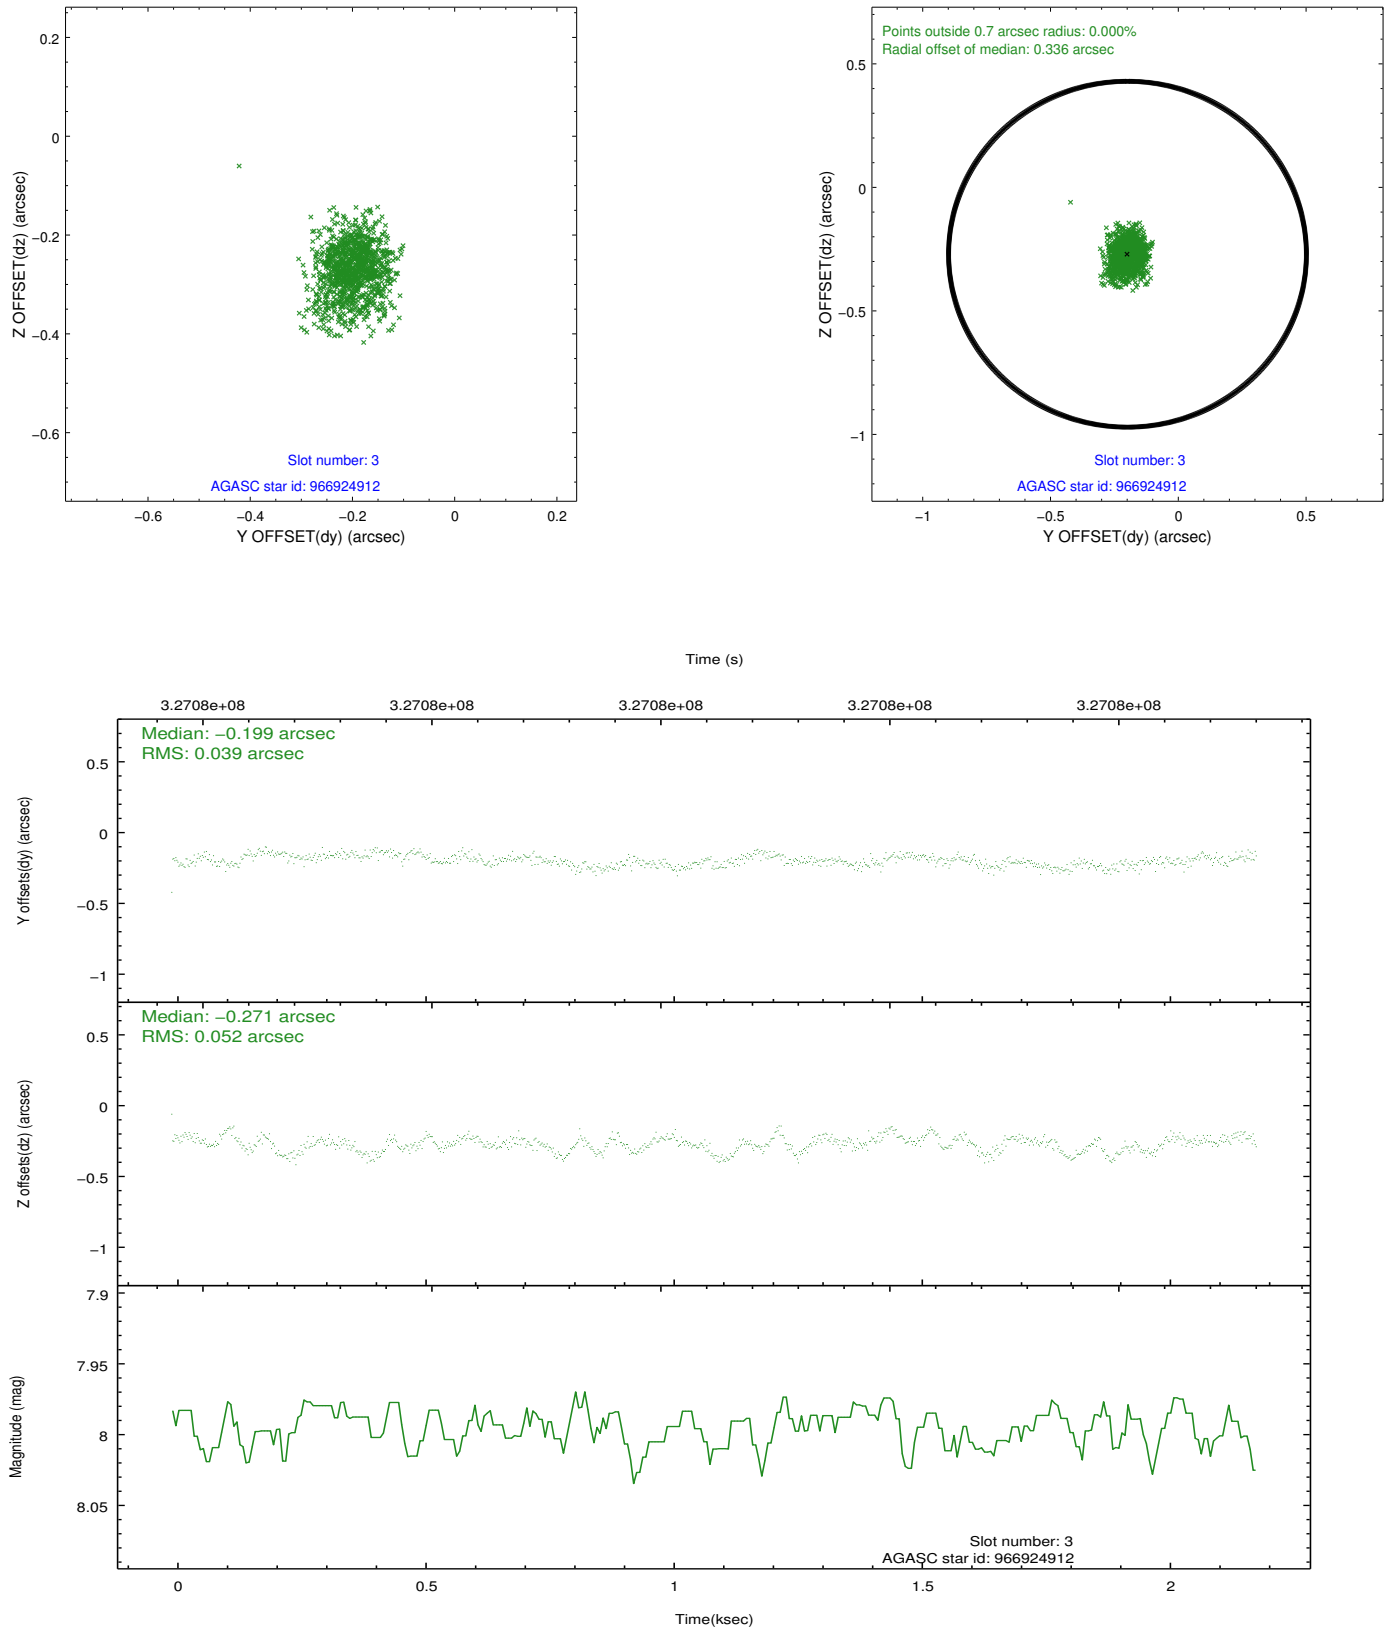 0.2
0
−0.2
−0.4
−0.6
Z OFFSET(dz) (arcsec)
Slot number: 3
AGASC star id: 966924912
−0.6
−0.4
−0.2
0
0.2
Y OFFSET(dy) (arcsec)
Points outside 0.7 arcsec radius: 0.000%
Radial offset of median: 0.336 arcsec
0.5
0
−0.5
−1
Z OFFSET(dz) (arcsec)
Slot number: 3
AGASC star id: 966924912
−1
−0.5
0
0.5
Y OFFSET(dy) (arcsec)
Time (s)
3.2708e+08
3.2708e+08
3.2708e+08
3.2708e+08
3.2708e+08
Median: −0.199 arcsec
RMS: 0.039 arcsec
0.5
0
−0.5
−1
Y offsets(dy) (arcsec)
Median: −0.271 arcsec
RMS: 0.052 arcsec
0.5
0
−0.5
−1
Z offsets(dz) (arcsec)
7.9
7.95
8
8.05
Magnitude (mag)
Slot number: 3
AGASC star id: 966924912
0
0.5
1
1.5
2
Time(ksec)